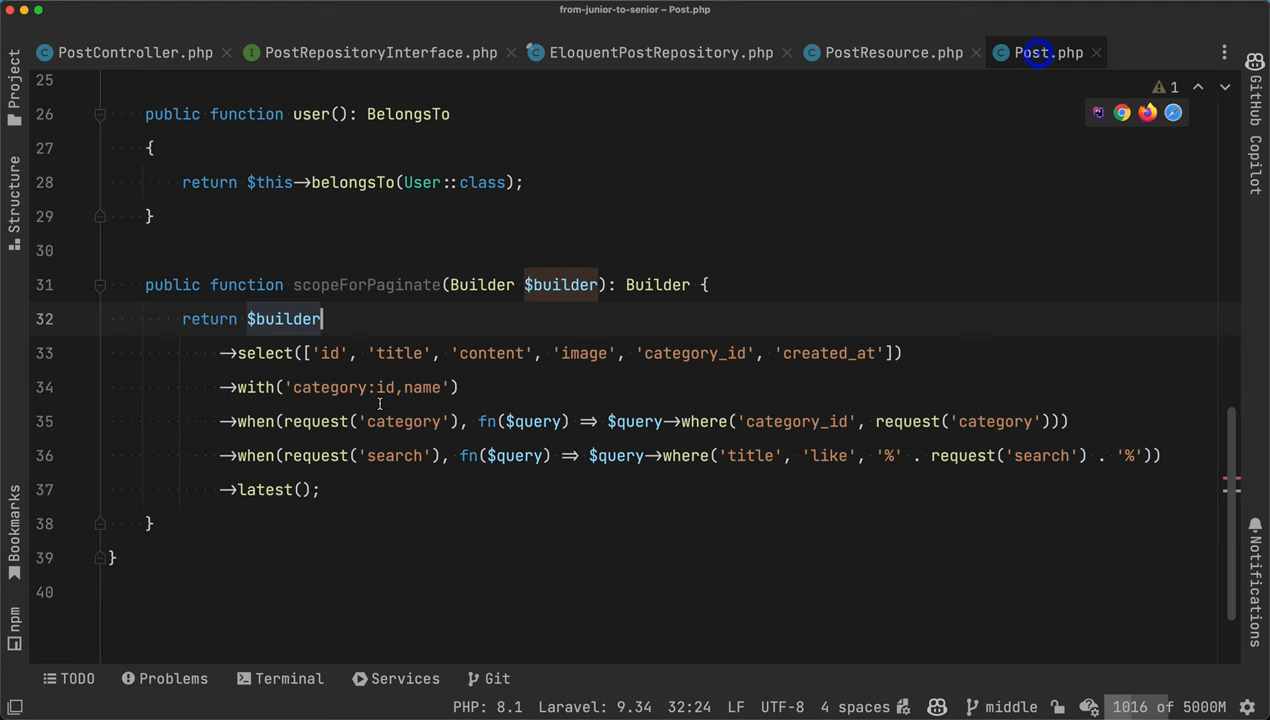 from-junior-to-senior – Post.php
PostController.php PostRepositoryInterface.php EloquentPostRepository.php PostResource.php Post.php
Project
Structure
Bookmarks
npm
GitHub Copilot
Notifications
1
25
26 public function user(): BelongsTo
27 {
28 return $this->belongsTo(User::class);
29 }
30
31 public function scopeForPaginate(Builder $builder): Builder {
32 return $builder
33 ->select(['id', 'title', 'content', 'image', 'category_id', 'created_at'])
34 ->with('category:id,name')
35 ->when(request('category'), fn($query) => $query->where('category_id', request('category')))
36 ->when(request('search'), fn($query) => $query->where('title', 'like', '%' . request('search') . '%'))
37 ->latest();
38 }
39 }
40
TODO Problems Terminal Services Git
PHP: 8.1 Laravel: 9.34 32:24 LF UTF-8 4 spaces middle 1016 of 5000M